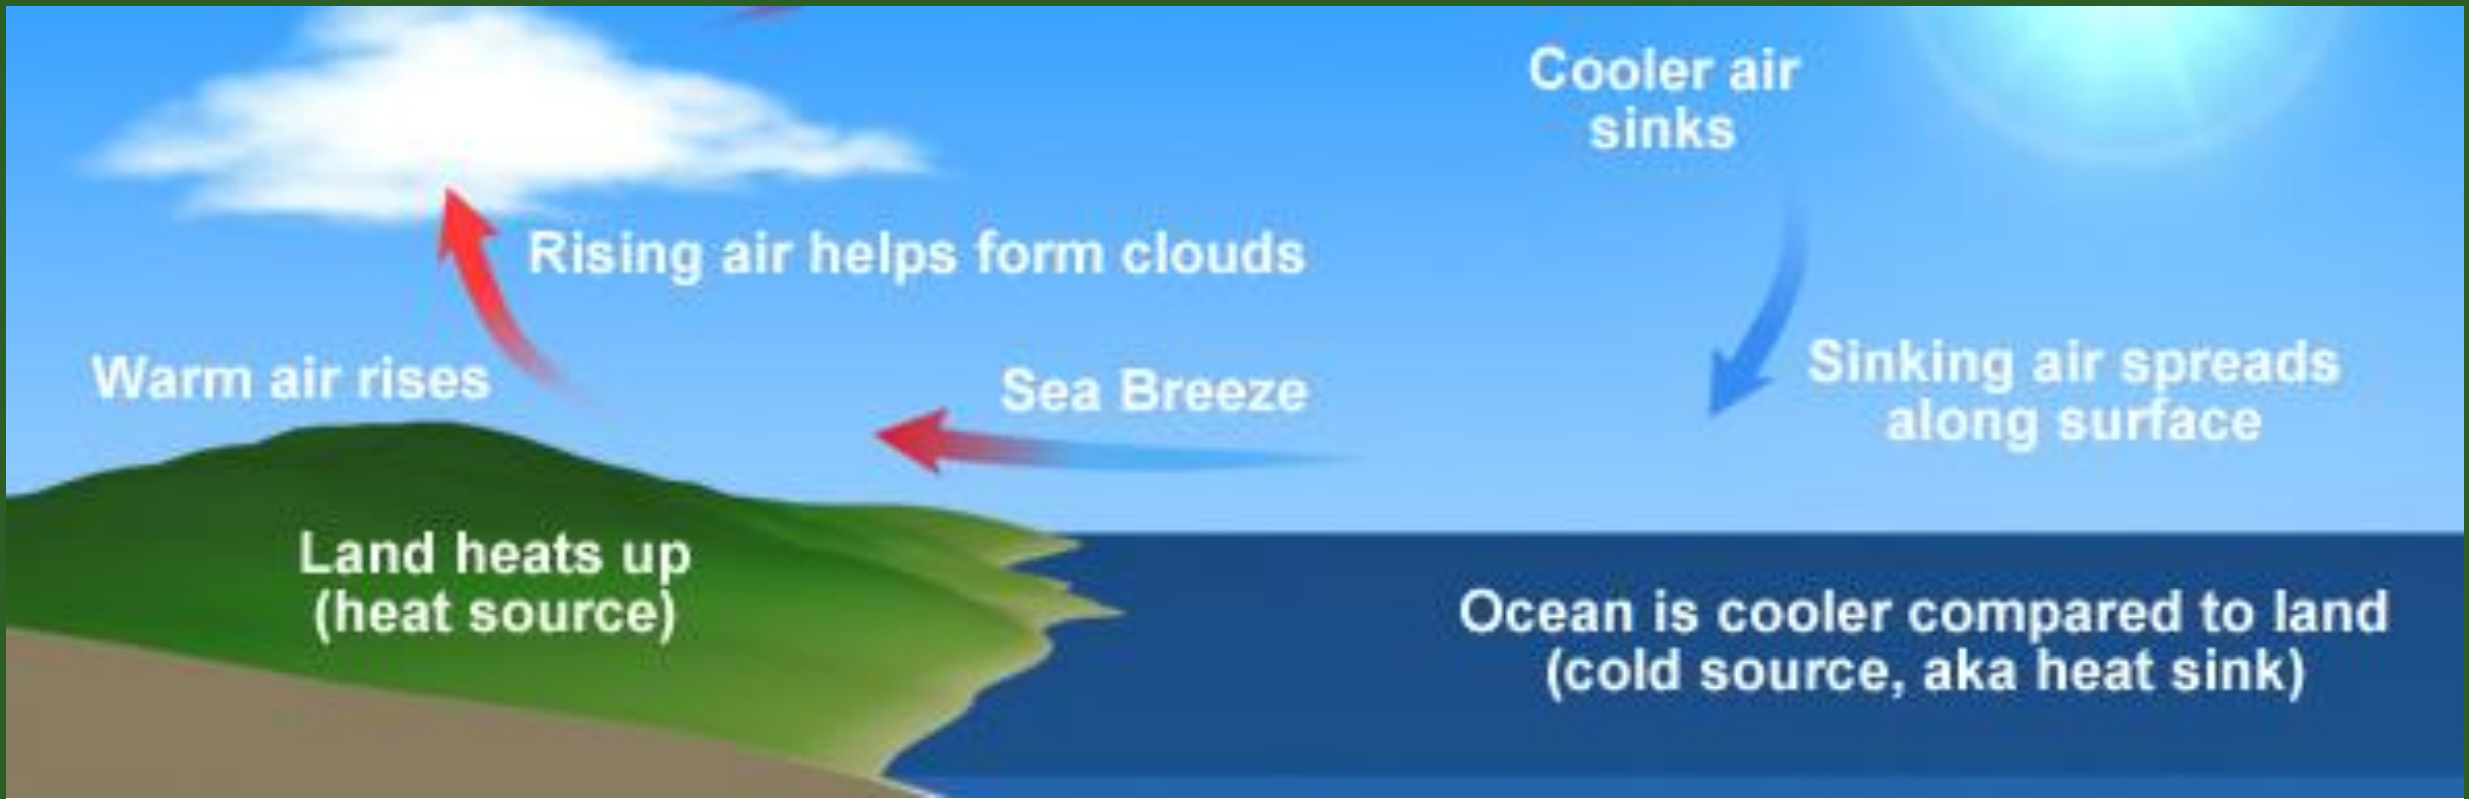 Cooler air
sinks
Rising air helps form clouds
Warm air rises
Sea Breeze
Sinking air spreads
along surface
Land heats up
(heat source)
Ocean is cooler compared to land
(cold source, aka heat sink)